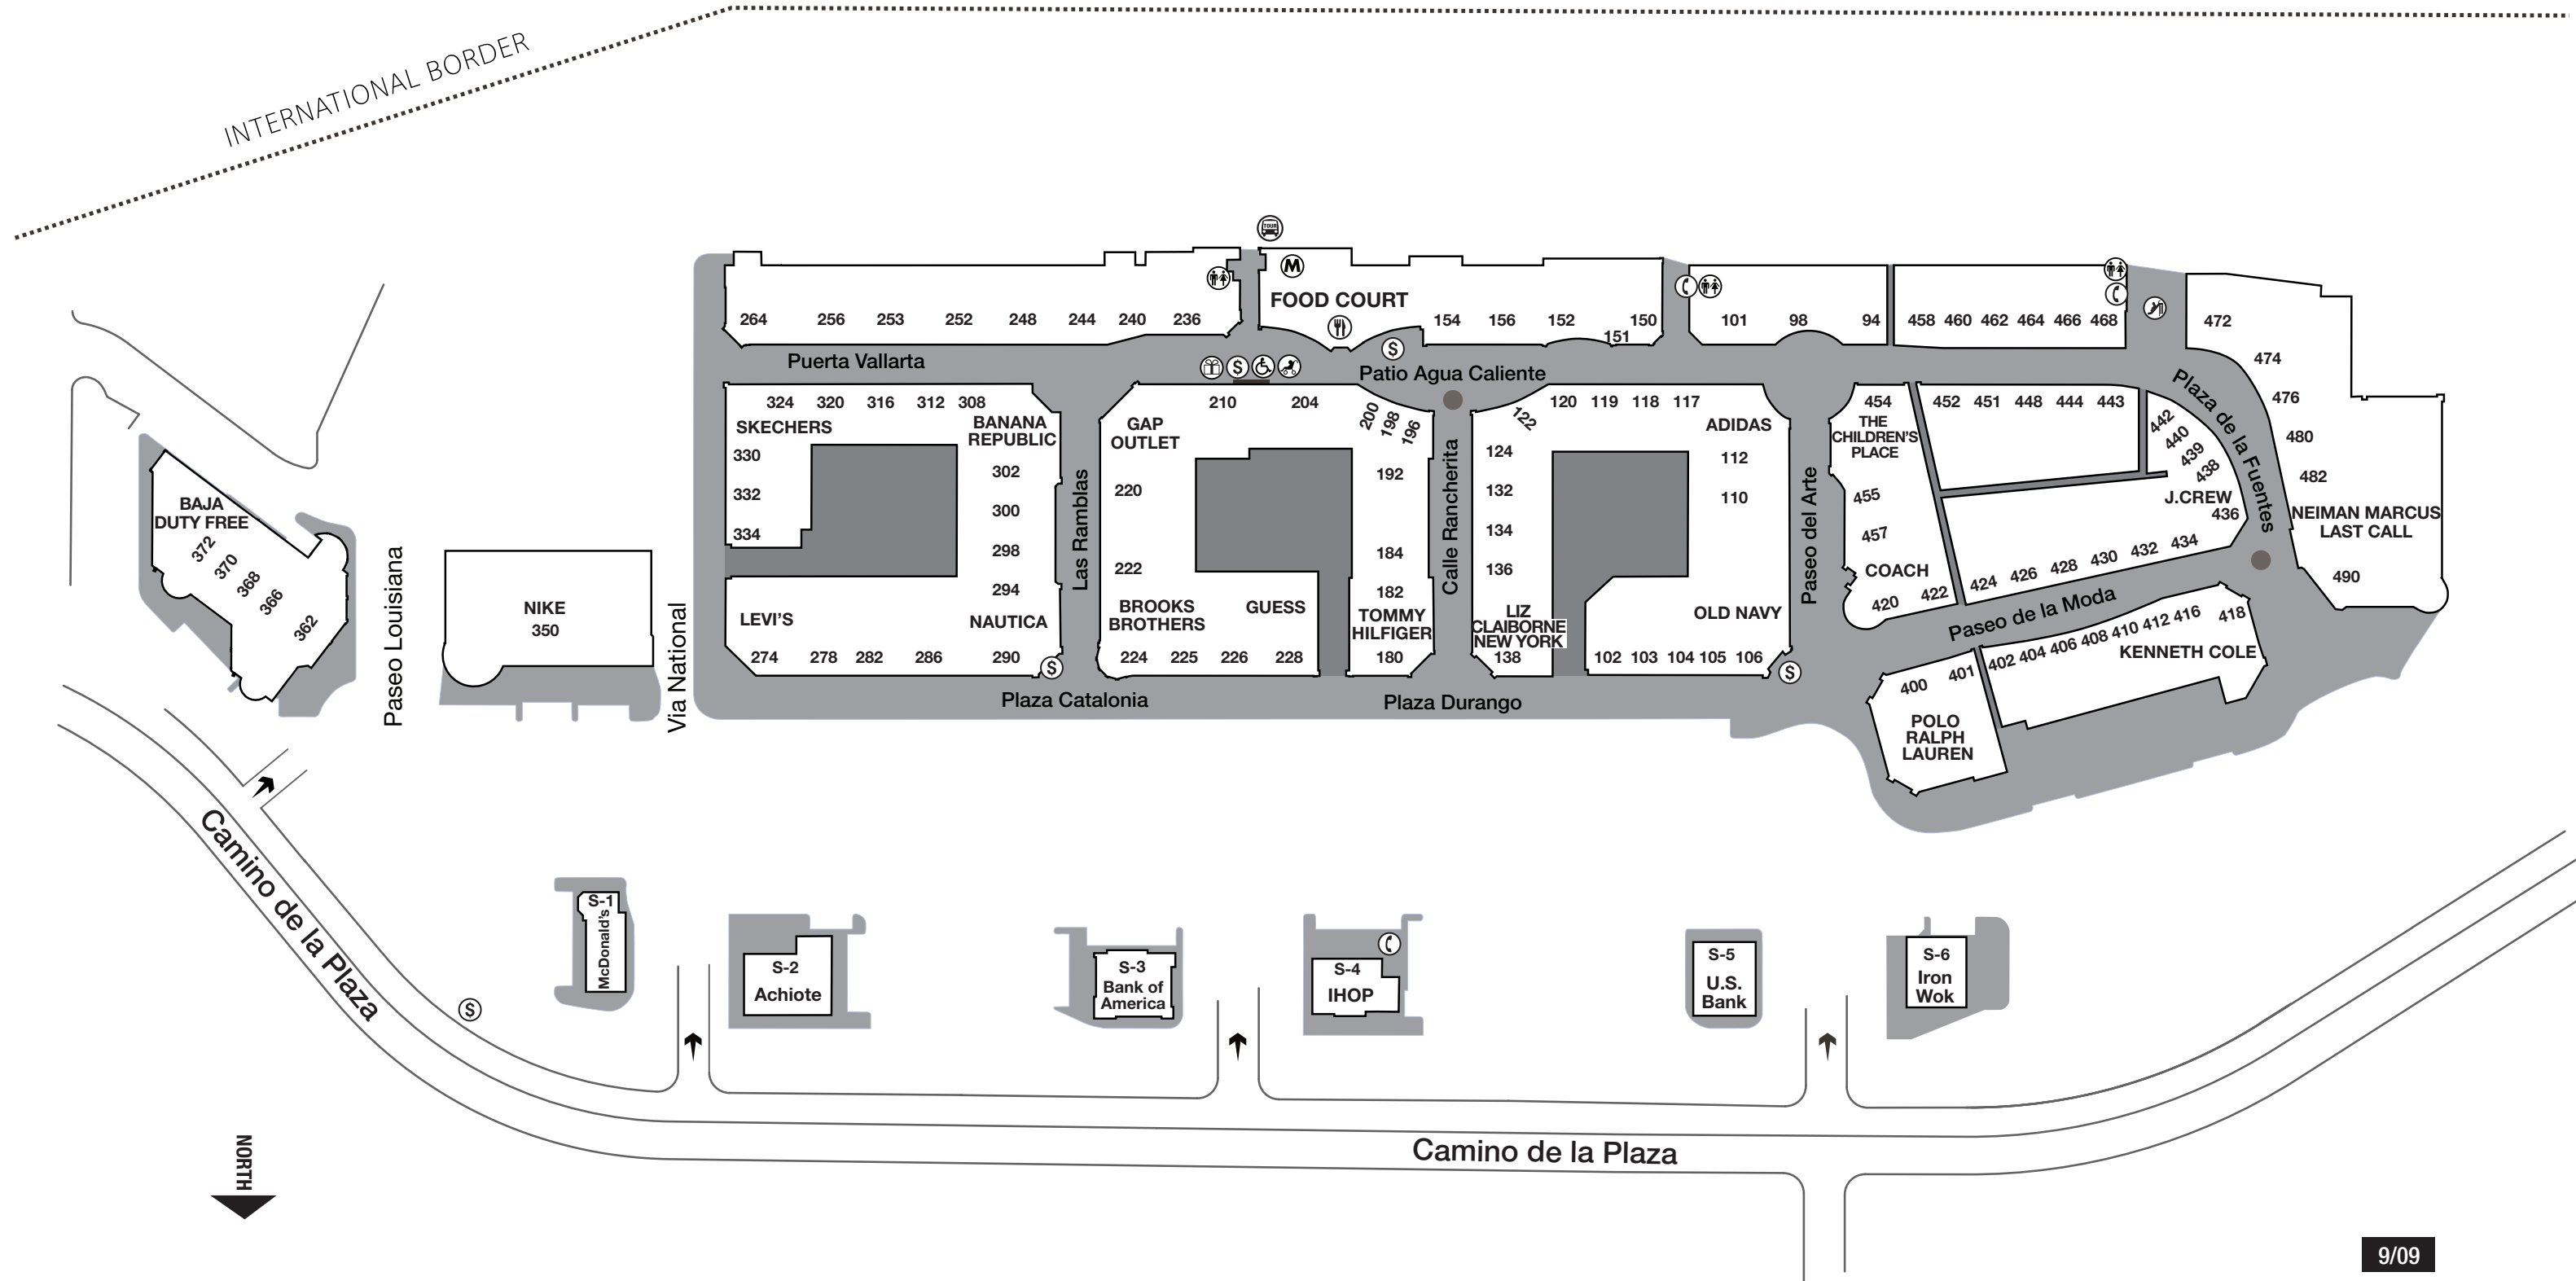 INTERNATIONAL BORDER
TOUR
M
FOOD COURT
264 256 253 252 248 244 240 236
154 156 152 151 150
101 98 94
458 460 462 464 466 468
472
474
476
480
482
NEIMAN MARCUS
LAST CALL
490
Puerta Vallarta
$
$
Patio Agua Caliente
Plaza de la Fuentes
324 320 316 312 308
SKECHERS
BANANA
REPUBLIC
330
332
334
302
300
298
294
LEVI'S
NAUTICA
274 278 282 286 290
$
Las Ramblas
210 204
200
198
196
GAP
OUTLET
220
222
192
184
182
BROOKS
BROTHERS
GUESS
TOMMY
HILFIGER
224 225 226 228
180
Calle Rancherita
122
120 119 118 117
ADIDAS
124
132
134
136
112
110
LIZ
CLAIBORNE
NEW YORK
138
OLD NAVY
102 103 104 105 106
$
Paseo del Arte
454
THE
CHILDREN'S
PLACE
455
457
COACH
420 422
452 451 448 444 443
442
440
439
438
J.CREW
436
424 426 428 430 432 434
Paseo de la Moda
400 401
POLO
RALPH
LAUREN
402 404 406 408 410 412 416 418
KENNETH COLE
BAJA
DUTY FREE
372
370
368
366
362
Paseo Louisiana
NIKE
350
Via National
Plaza Catalonia
Plaza Durango
Camino de la Plaza
$
S-1
McDonald's
S-2
Achiote
S-3
Bank of
America
S-4
IHOP
S-5
U.S.
Bank
S-6
Iron
Wok
Camino de la Plaza
NORTH
9/09